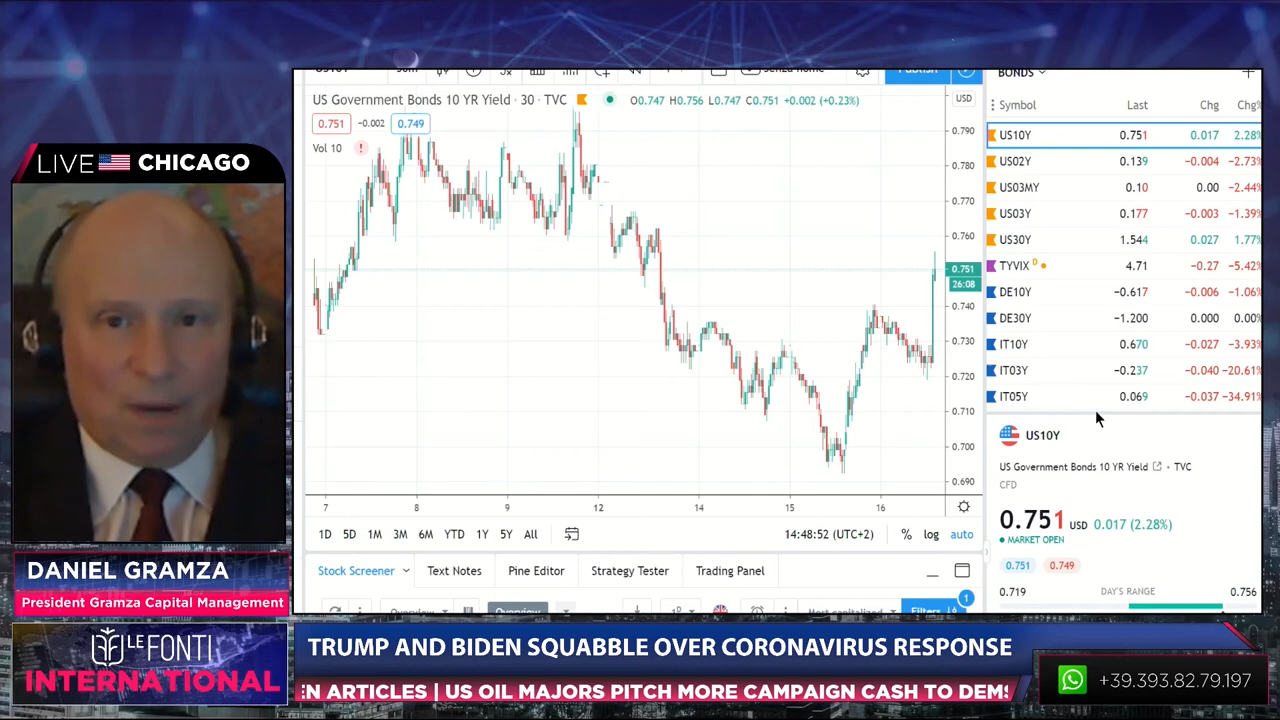 LIVE CHICAGO
DANIEL GRAMZA
President Gramza Capital Management
LE FONTI
INTERNATIONAL
Publish
US Government Bonds 10 YR Yield · 30 · TVC O0.747 H0.756 L0.747 C0.751 +0.002 (+0.23%)
0.751 −0.002 0.749
Vol 10 !
USD
0.790
0.780
0.770
0.760
0.751
26:08
0.740
0.730
0.720
0.710
0.700
0.690
7 8 9 12 14 15 16
1D 5D 1M 3M 6M YTD 1Y 5Y All 14:48:52 (UTC+2) % log auto
Stock Screener Text Notes Pine Editor Strategy Tester Trading Panel
Overview Overview Most capitalized Filters
1
BONDS
Symbol Last Chg Chg%
US10Y 0.751 0.017 2.28%
US02Y 0.139 −0.004 −2.73%
US03MY 0.10 0.00 −2.44%
US03Y 0.177 −0.003 −1.39%
US30Y 1.544 0.027 1.77%
TYVIX D 4.71 −0.27 −5.42%
DE10Y −0.617 −0.006 −1.06%
DE30Y −1.200 0.000 0.00%
IT10Y 0.670 −0.027 −3.93%
IT03Y −0.237 −0.040 −20.61%
IT05Y 0.069 −0.037 −34.91%
US10Y
US Government Bonds 10 YR Yield · TVC
CFD
0.751 USD 0.017 (2.28%)
MARKET OPEN
0.751 0.749
0.719 DAY'S RANGE 0.756
TRUMP AND BIDEN SQUABBLE OVER CORONAVIRUS RESPONSE
EN ARTICLES | US OIL MAJORS PITCH MORE CAMPAIGN CASH TO DEMS
+39.393.82.79.197